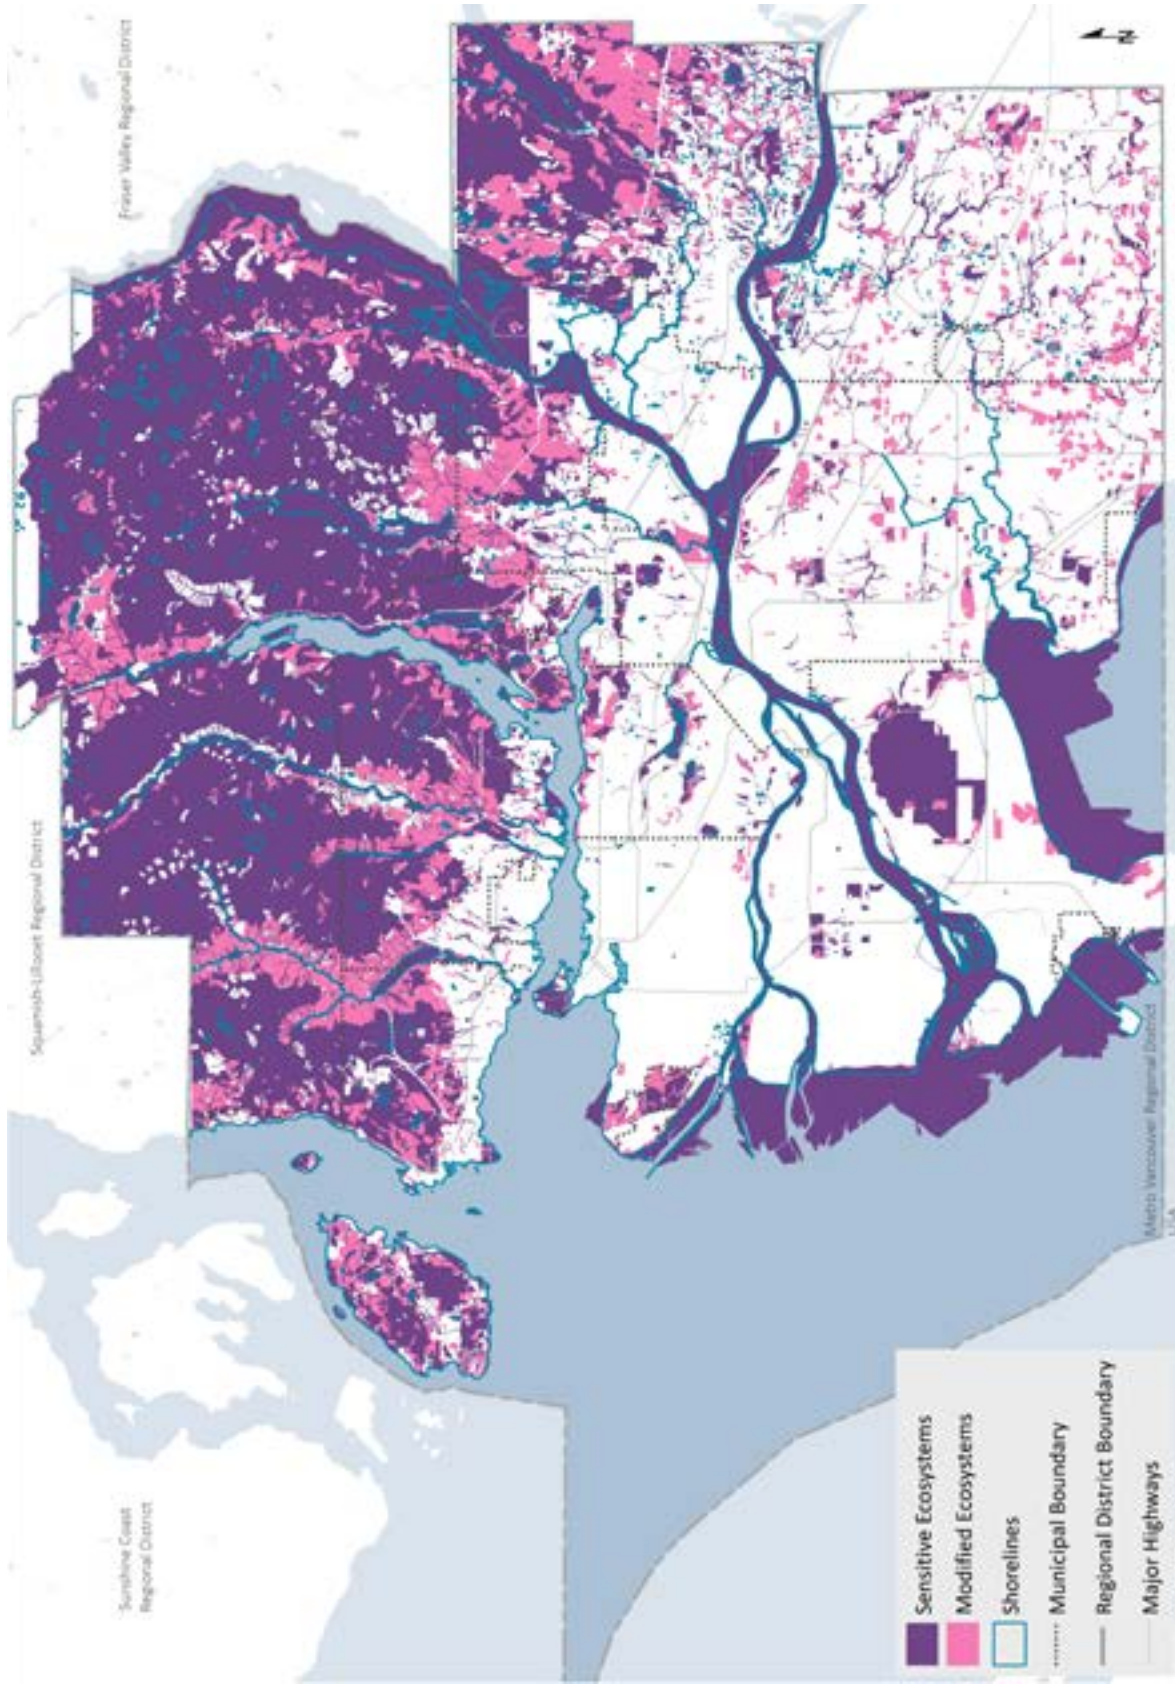 Sunshine Coast
Regional District
Squamish-Lillooet Regional District
Fraser Valley Regional District
N
Metro Vancouver Regional District
Sensitive Ecosystems
Modified Ecosystems
Shorelines
Municipal Boundary
Regional District Boundary
Major Highways